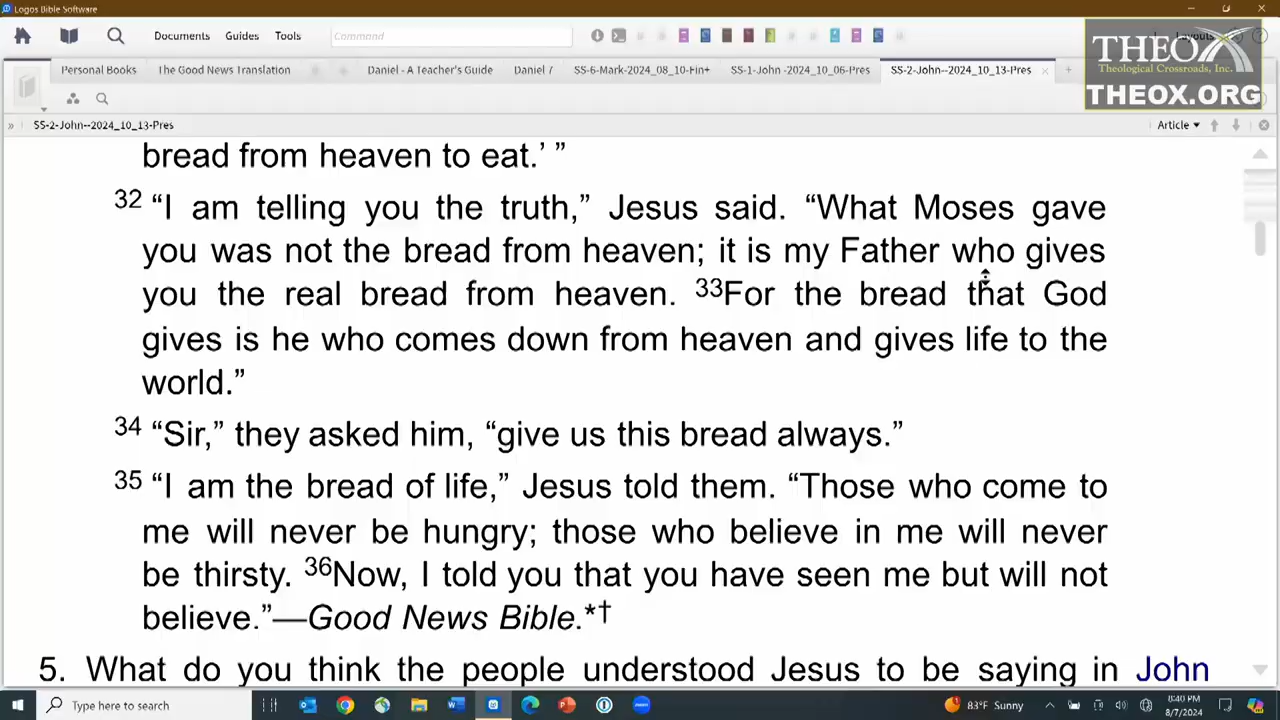 Logos Bible Software
Documents Guides Tools Command Layouts
THEOX
Theological Crossroads, Inc.
THEOX.ORG
Personal Books The Good News Translation Daniel 7 SS-6-Mark-2024_08_10-Fin+ SS-1-John -2024_10_06-Pres SS-2-John--2024_10_13-Pres
SS-2-John--2024_10_13-Pres Article
bread from heaven to eat.’ ”
32 “I am telling you the truth,” Jesus said. “What Moses gave
you was not the bread from heaven; it is my Father who gives
you the real bread from heaven. 33For the bread that God
gives is he who comes down from heaven and gives life to the
world.”
34 “Sir,” they asked him, “give us this bread always.”
35 “I am the bread of life,” Jesus told them. “Those who come to
me will never be hungry; those who believe in me will never
be thirsty. 36Now, I told you that you have seen me but will not
believe.”—Good News Bible.*†
5. What do you think the people understood Jesus to be saying in John
Type here to search 83°F Sunny 8:40 PM
8/7/2024